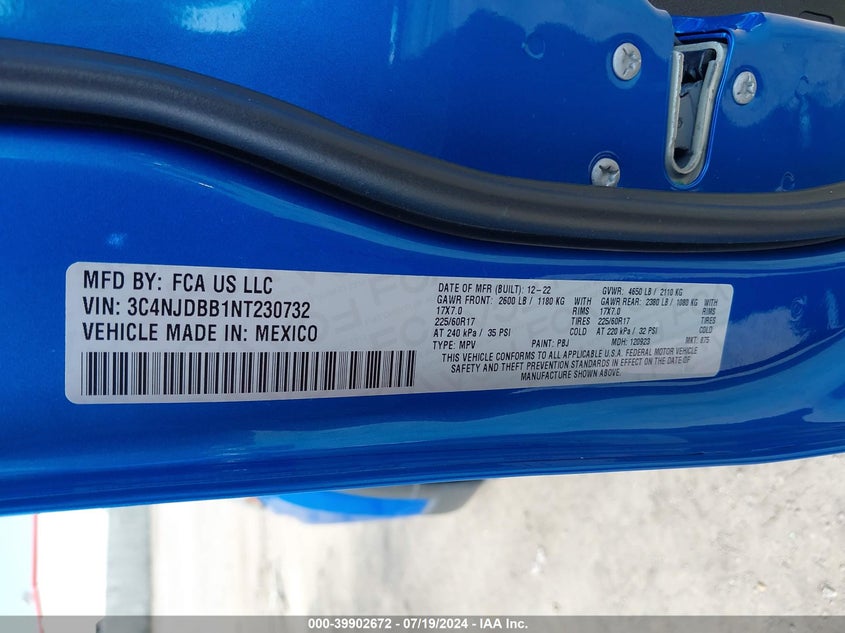 MFD BY: FCA US LLC
VIN: 3C4NJDBB1NT230732
VEHICLE MADE IN: MEXICO
DATE OF MFR (BUILT): 12-22 GVWR: 4650 LB / 2110 KG
GAWR FRONT: 2600 LB / 1180 KG GAWR REAR: 2380 LB / 1080 KG
17X7.0 RIMS 17X7.0 RIMS
225/60R17 TIRES 225/60R17 TIRES
AT 240 kPa / 35 PSI COLD AT 220 kPa / 32 PSI COLD
TYPE: MPV PAINT: PBJ MDH: 120923 MKT: 875
THIS VEHICLE CONFORMS TO ALL APPLICABLE U.S.A. FEDERAL MOTOR VEHICLE
SAFETY AND THEFT PREVENTION STANDARDS IN EFFECT ON THE DATE OF
MANUFACTURE SHOWN ABOVE.
000-39902672 - 07/19/2024 - IAA Inc.